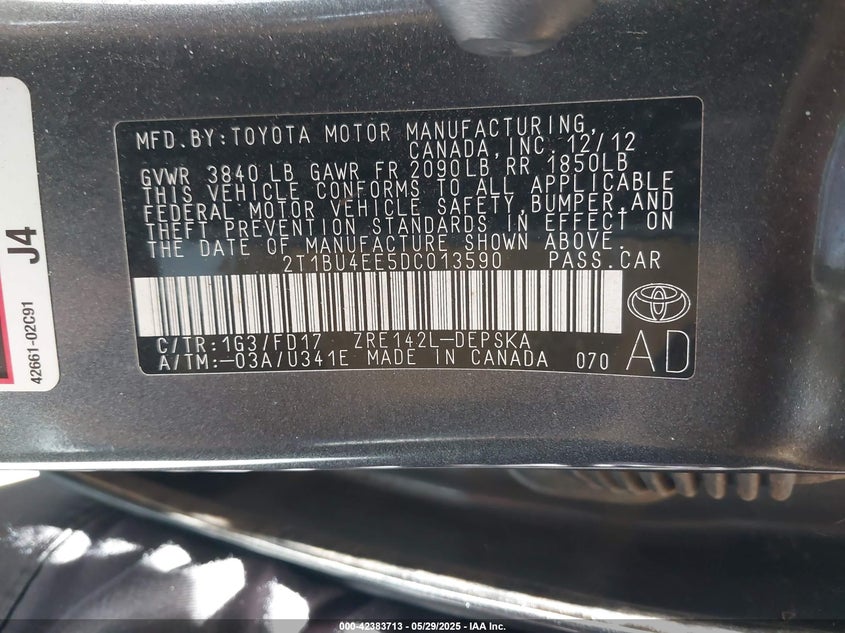 MFD.BY:TOYOTA MOTOR MANUFACTURING,
CANADA,INC. 12/12
GVWR 3840 LB GAWR FR 2090LB RR 1850LB
THIS VEHICLE CONFORMS TO ALL APPLICABLE
FEDERAL MOTOR VEHICLE SAFETY,BUMPER,AND
THEFT PREVENTION STANDARDS IN EFFECT ON
THE DATE OF MANUFACTURE SHOWN ABOVE.
2T1BU4EE5DC013590 PASS.CAR
C/TR:1G3/FD17 ZRE142L-DEPSKA
A/TM:-03A/U341E MADE IN CANADA 070
AD
J4
42661-02C91
000-42383713 - 05/29/2025 - IAA Inc.